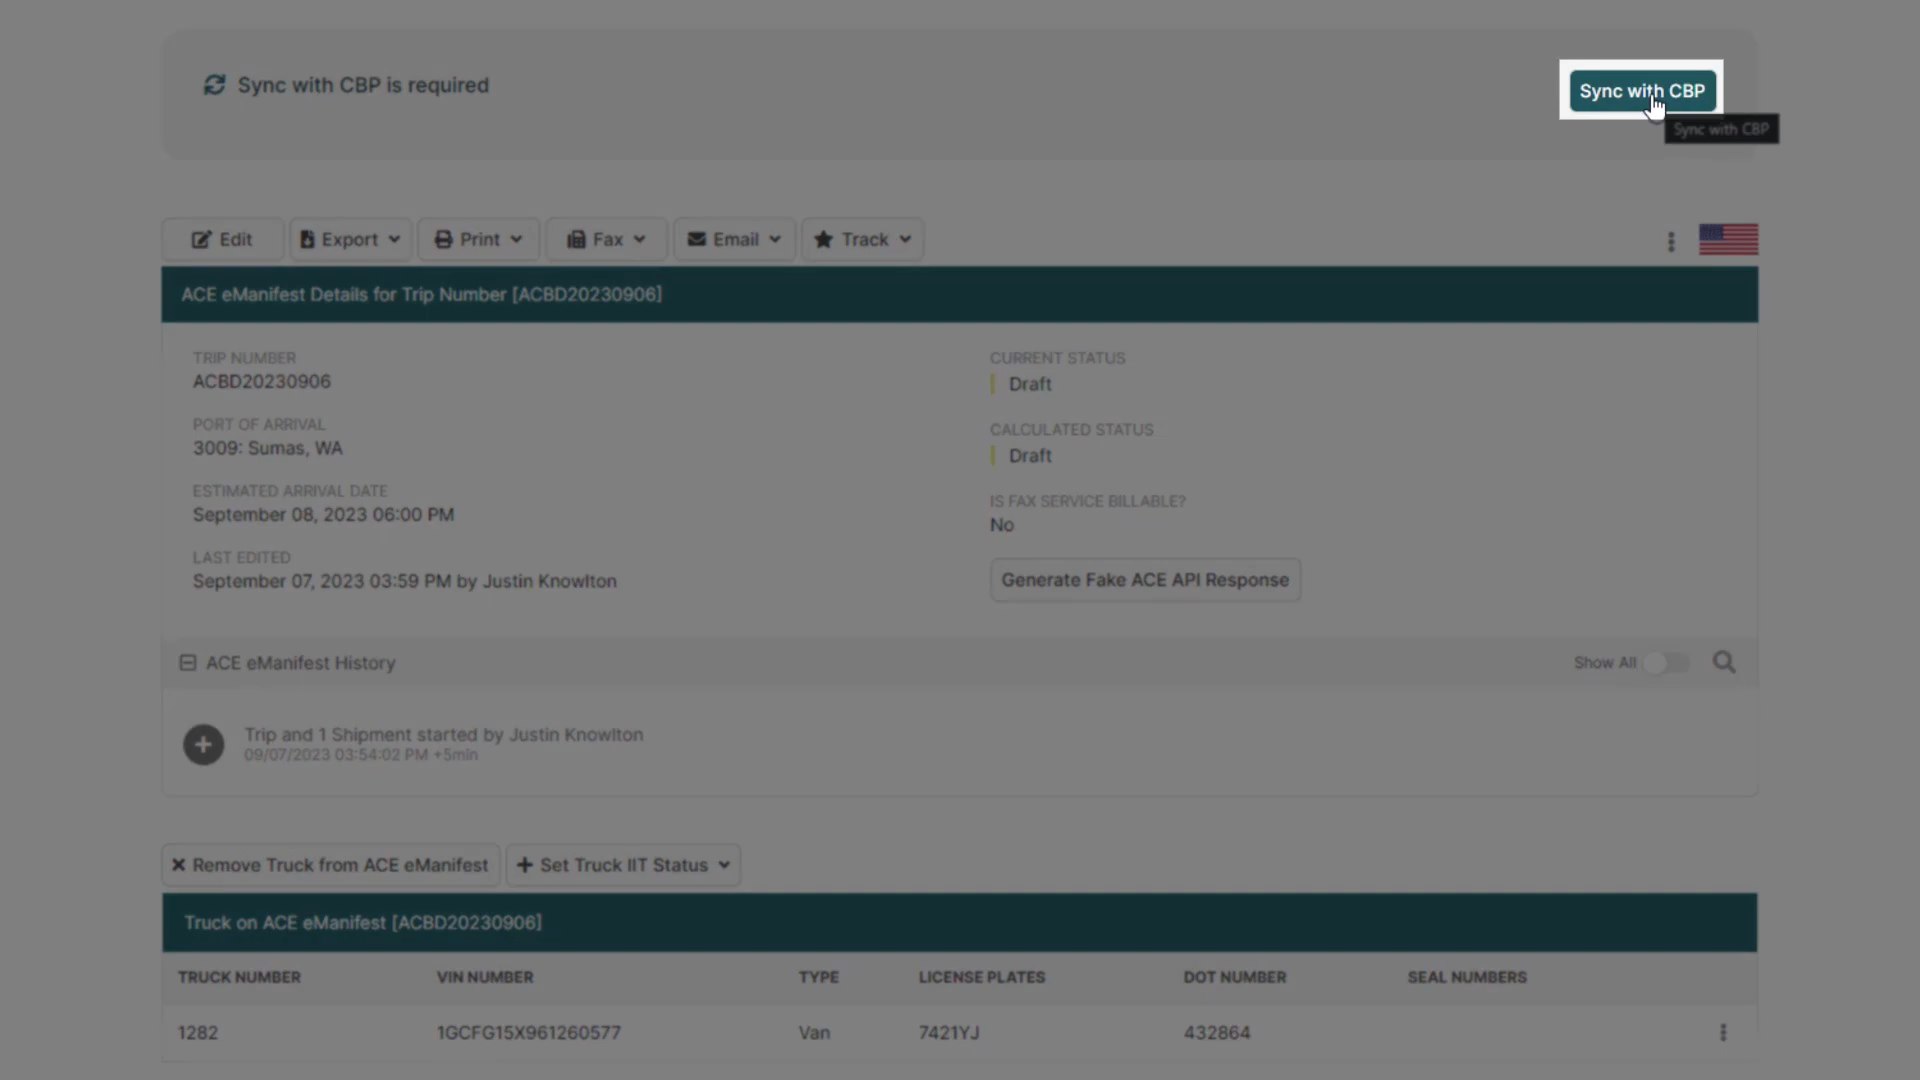 Sync with CBP is required
Sync with CBP
Sync with CBP
Edit
Export
Print
Fax
Email
Track
ACE eManifest Details for Trip Number [ACBD20230906]
TRIP NUMBER
ACBD20230906
PORT OF ARRIVAL
3009: Sumas, WA
ESTIMATED ARRIVAL DATE
September 08, 2023 06:00 PM
LAST EDITED
September 07, 2023 03:59 PM by Justin Knowlton
CURRENT STATUS
Draft
CALCULATED STATUS
Draft
IS FAX SERVICE BILLABLE?
No
Generate Fake ACE API Response
ACE eManifest History
Show All
Trip and 1 Shipment started by Justin Knowlton
09/07/2023 03:54:02 PM +5min
Remove Truck from ACE eManifest
Set Truck IIT Status
Truck on ACE eManifest [ACBD20230906]
TRUCK NUMBER VIN NUMBER TYPE LICENSE PLATES DOT NUMBER SEAL NUMBERS
1282 1GCFG15X961260577 Van 7421YJ 432864